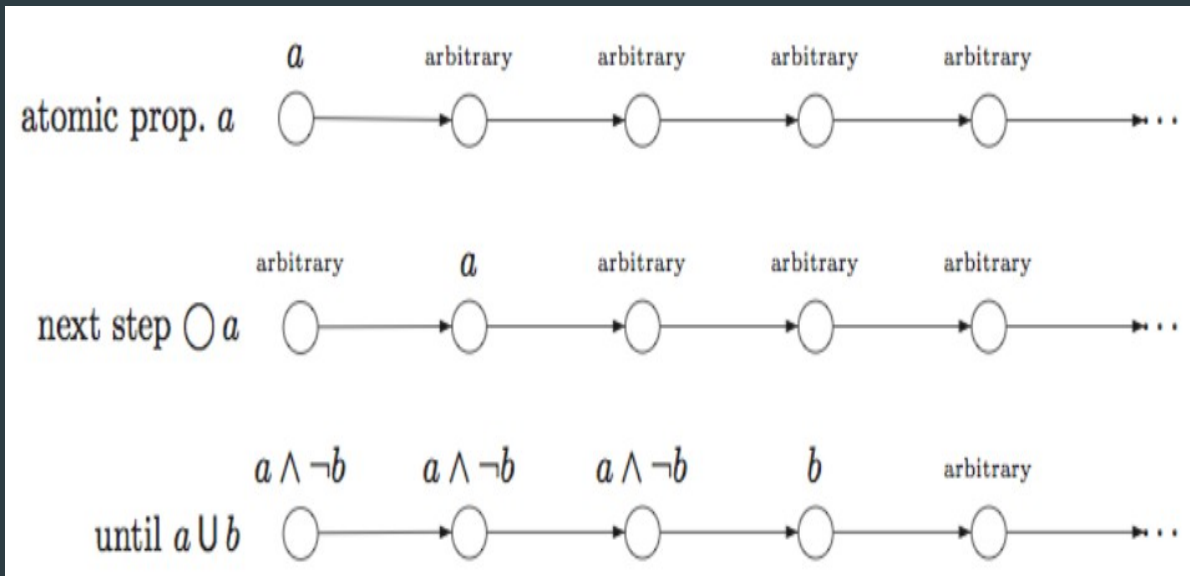 a arbitrary arbitrary arbitrary arbitrary
atomic prop. a ...
arbitrary a arbitrary arbitrary arbitrary
next step ◯ a ...
a ∧ ¬b a ∧ ¬b a ∧ ¬b b arbitrary
until a U b ...